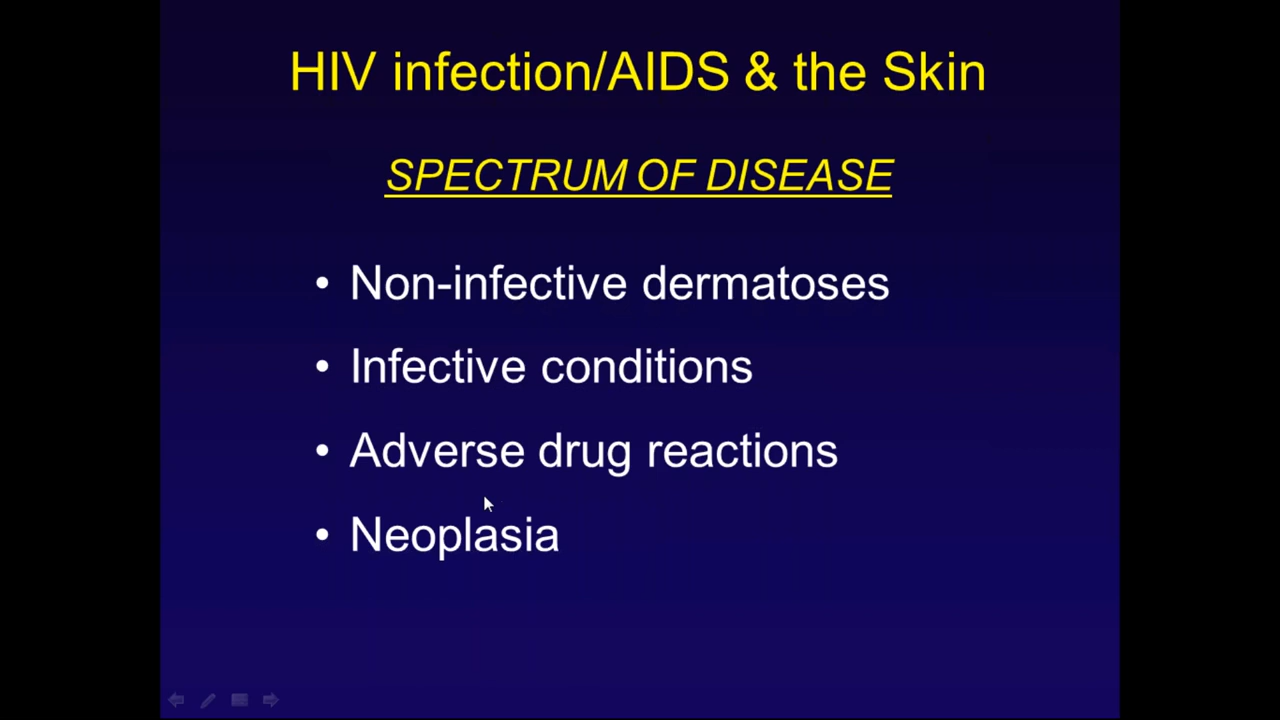 HIV infection/AIDS & the Skin
SPECTRUM OF DISEASE
• Non-infective dermatoses
• Infective conditions
• Adverse drug reactions
• Neoplasia